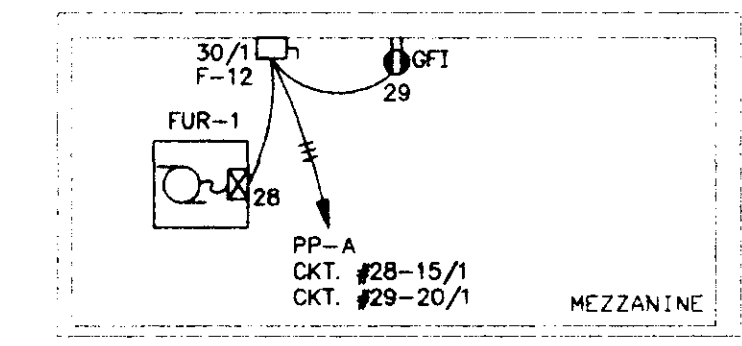 30/1
F-12
GFI
29
FUR-1
28
PP-A
CKT. #28-15/1
CKT. #29-20/1
MEZZANINE